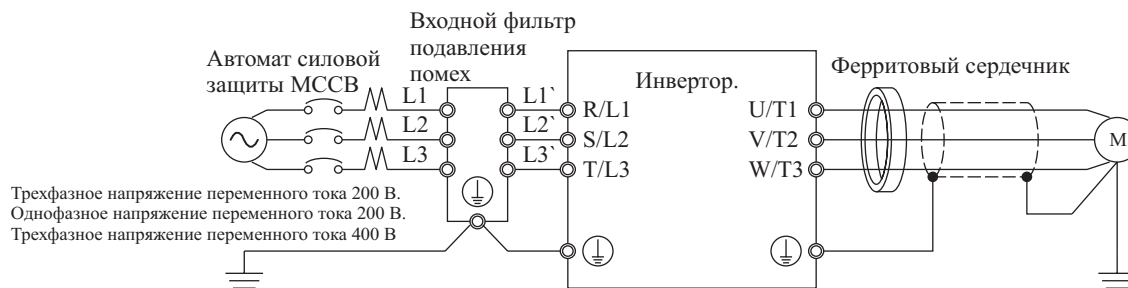 Входной фильтр
подавления
помех
Автомат силовой
защиты MCCB
Инвертор.
Ферритовый сердечник
L1
L1`
R/L1
U/T1
L2
L2`
S/L2
V/T2
M
L3
L3`
T/L3
W/T3
Трехфазное напряжение переменного тока 200 В.
Однофазное напряжение переменного тока 200 В.
Трехфазное напряжение переменного тока 400 В